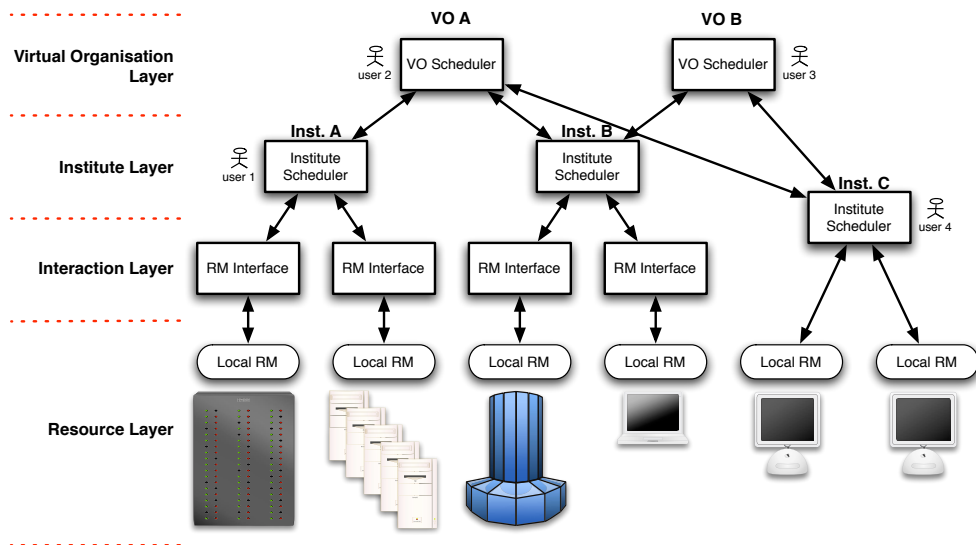 VO A
VO B
Virtual Organisation
Layer
user 2
VO Scheduler
VO Scheduler
user 3
Inst. A
Inst. B
Institute Layer
user 1
Institute
Scheduler
Institute
Scheduler
Inst. C
Institute
Scheduler
user 4
Interaction Layer
RM Interface
RM Interface
RM Interface
RM Interface
Local RM
Local RM
Local RM
Local RM
Local RM
Local RM
Resource Layer